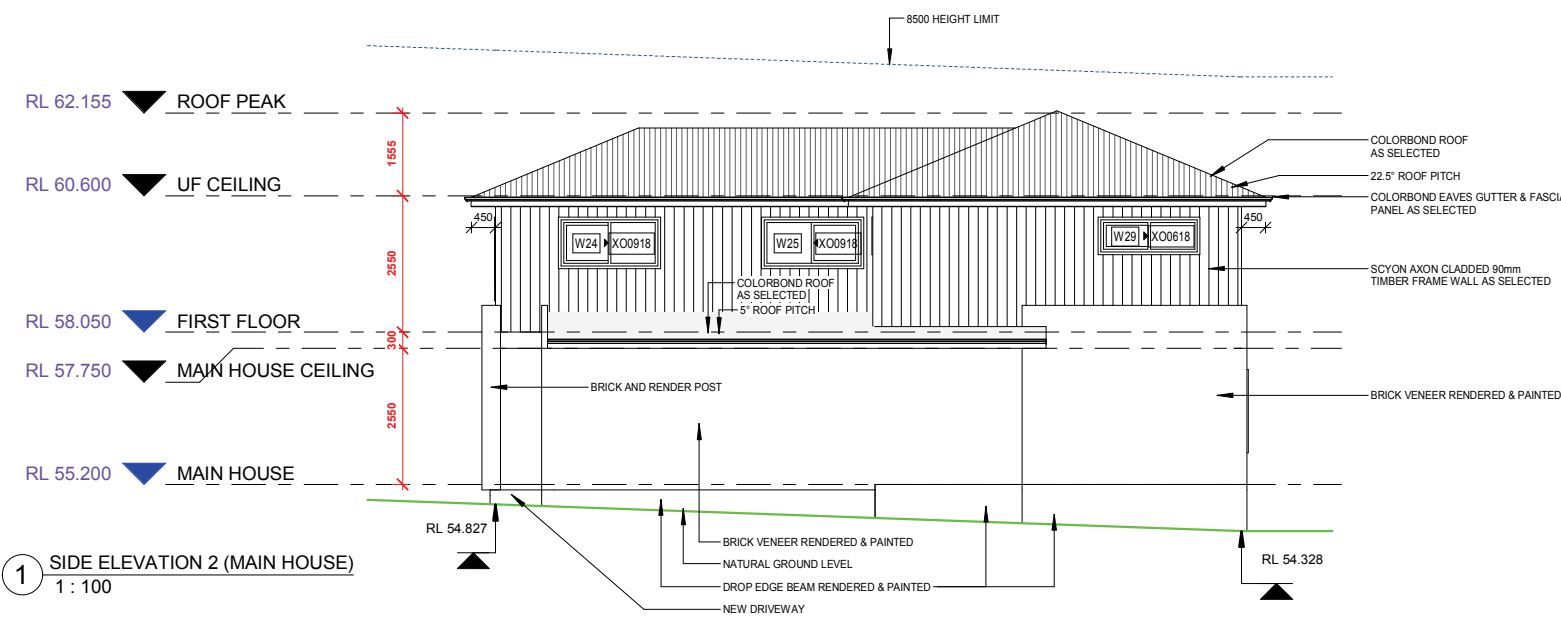 8500 HEIGHT LIMIT
RL 62.155 ROOF PEAK
1555
COLORBOND ROOF
AS SELECTED
22.5° ROOF PITCH
RL 60.600 UF CEILING
COLORBOND EAVES GUTTER & FASCI
PANEL AS SELECTED
450
450
W24 XO0918
W25 XO0918
W29 XO0618
2550
SCYON AXON CLADDED 90mm
TIMBER FRAME WALL AS SELECTED
COLORBOND ROOF
AS SELECTED
5° ROOF PITCH
RL 58.050 FIRST FLOOR
300
RL 57.750 MAIN HOUSE CEILING
BRICK AND RENDER POST
BRICK VENEER RENDERED & PAINTED
2550
RL 55.200 MAIN HOUSE
RL 54.827
BRICK VENEER RENDERED & PAINTED
NATURAL GROUND LEVEL
DROP EDGE BEAM RENDERED & PAINTED
NEW DRIVEWAY
RL 54.328
1 SIDE ELEVATION 2 (MAIN HOUSE)
1 : 100